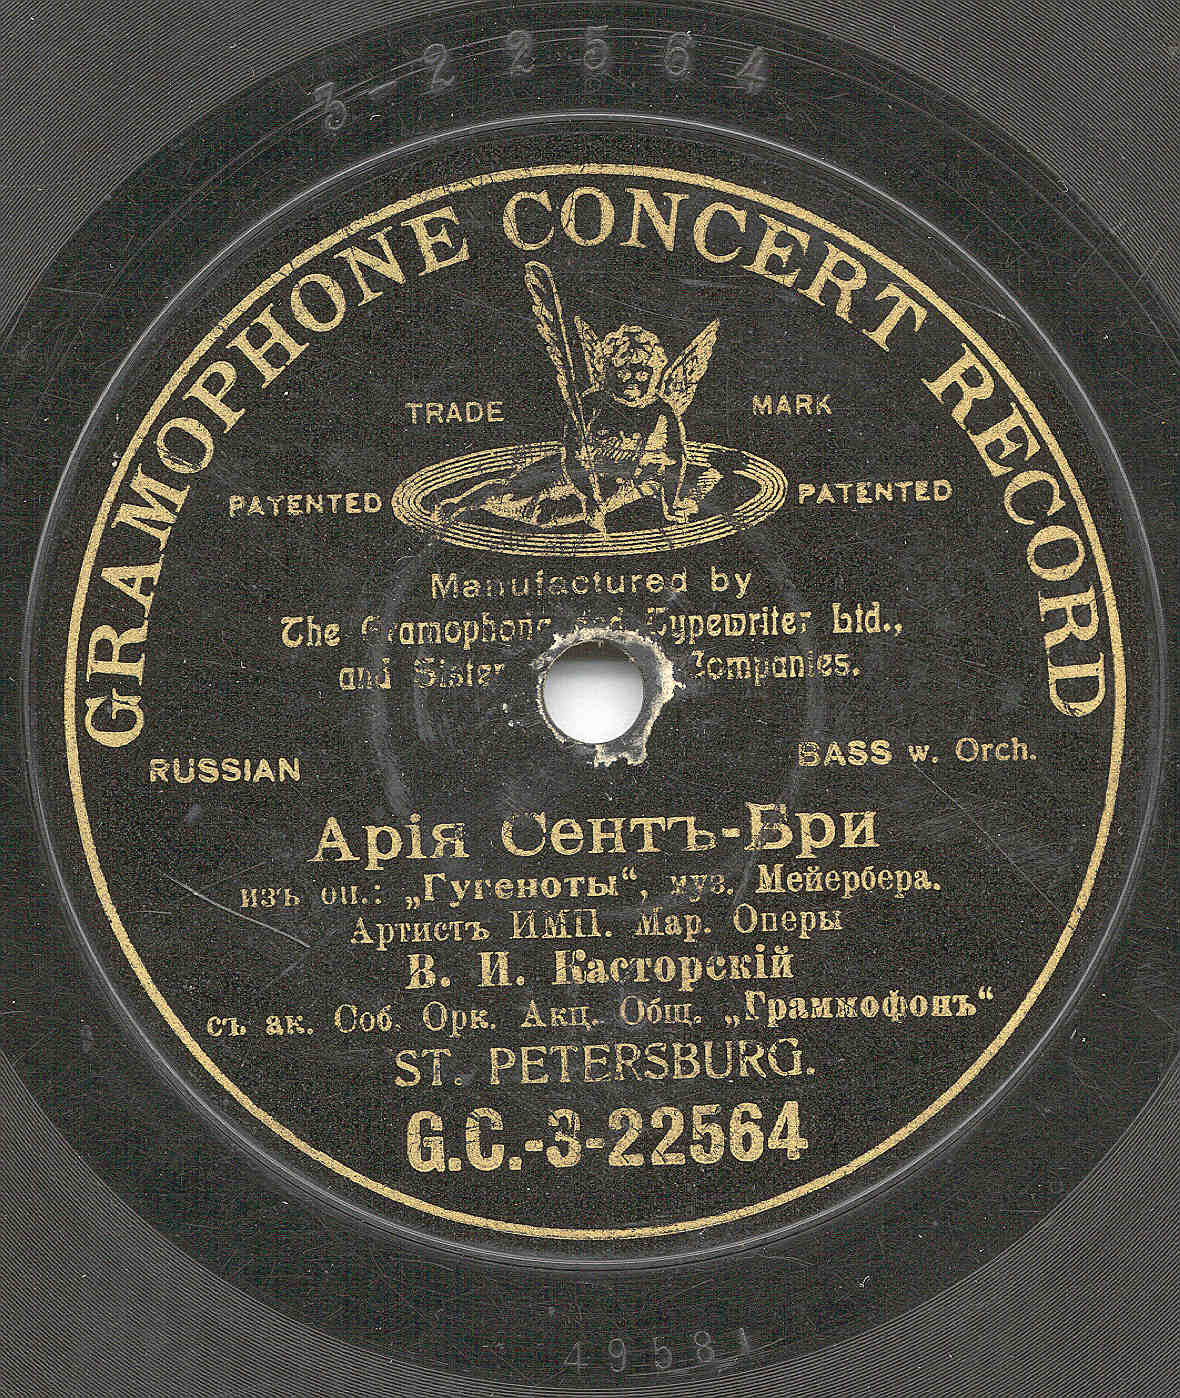 3-22564
GRAMOPHONE CONCERT RECORD
TRADE MARK
PATENTED PATENTED
Manufactured by
The Gramophone and Typewriter Ltd.,
and Sister Companies.
RUSSIAN BASS w. Orch.
Арія Сентъ-Бри
изъ оп.: „Гугеноты“, муз. Мейербера.
Артистъ ИМП. Мар. Оперы
В. И. Касторскій
съ ак. Соб. Орк. Акц. Общ. „Граммофонъ“
ST. PETERSBURG.
G.C.-3-22564
49581